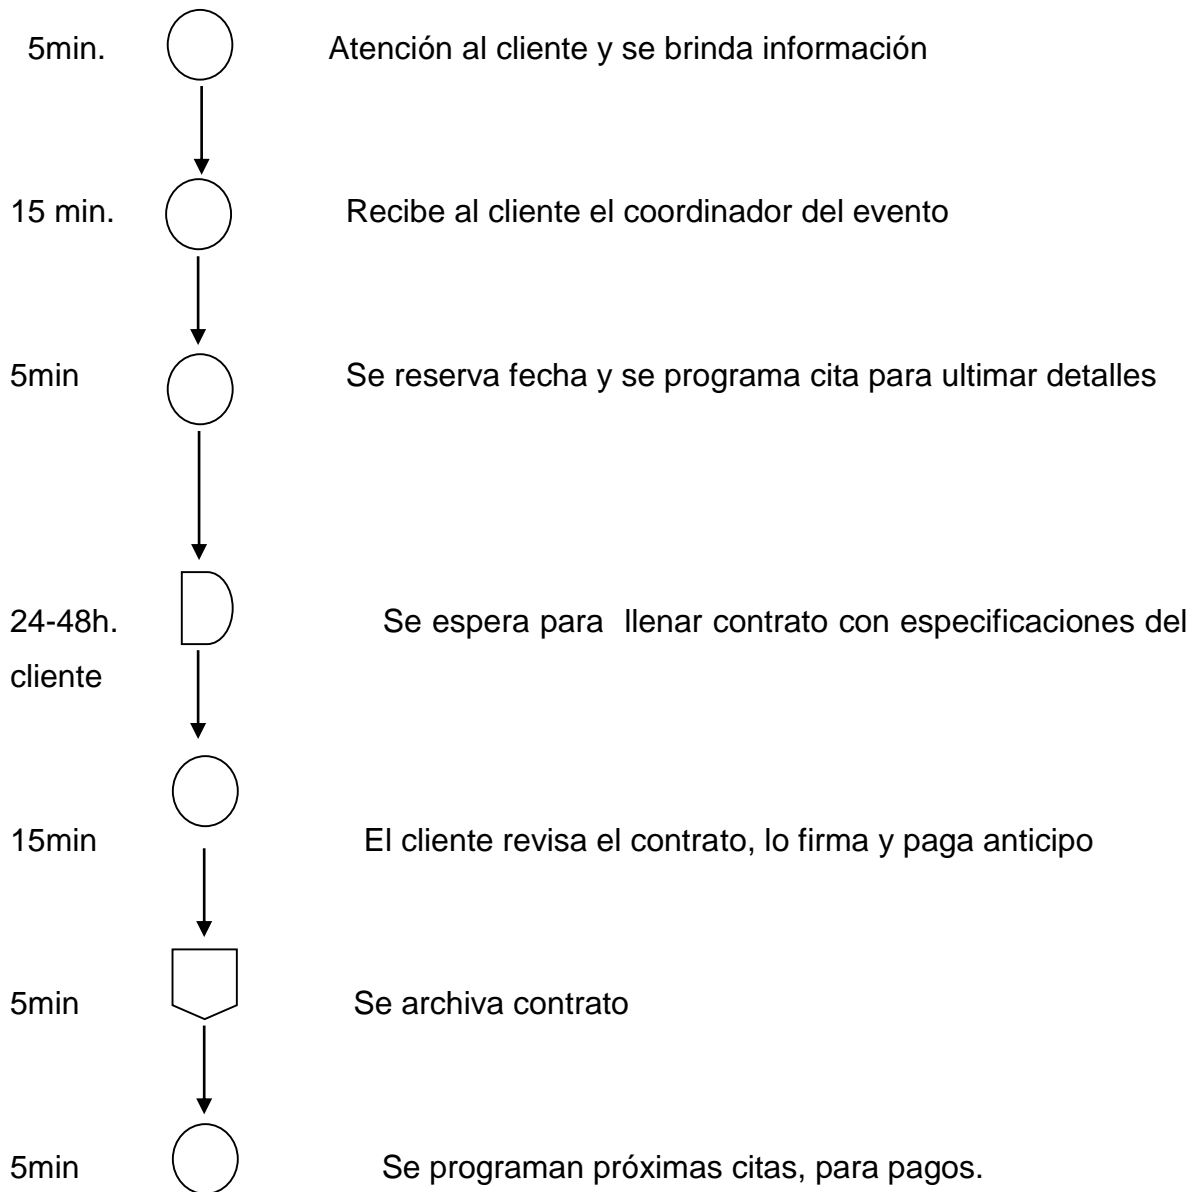 5min. Atención al cliente y se brinda información
15 min. Recibe al cliente el coordinador del evento
5min Se reserva fecha y se programa cita para ultimar detalles
24-48h. Se espera para llenar contrato con especificaciones del
cliente
15min El cliente revisa el contrato, lo firma y paga anticipo
5min Se archiva contrato
5min Se programan próximas citas, para pagos.